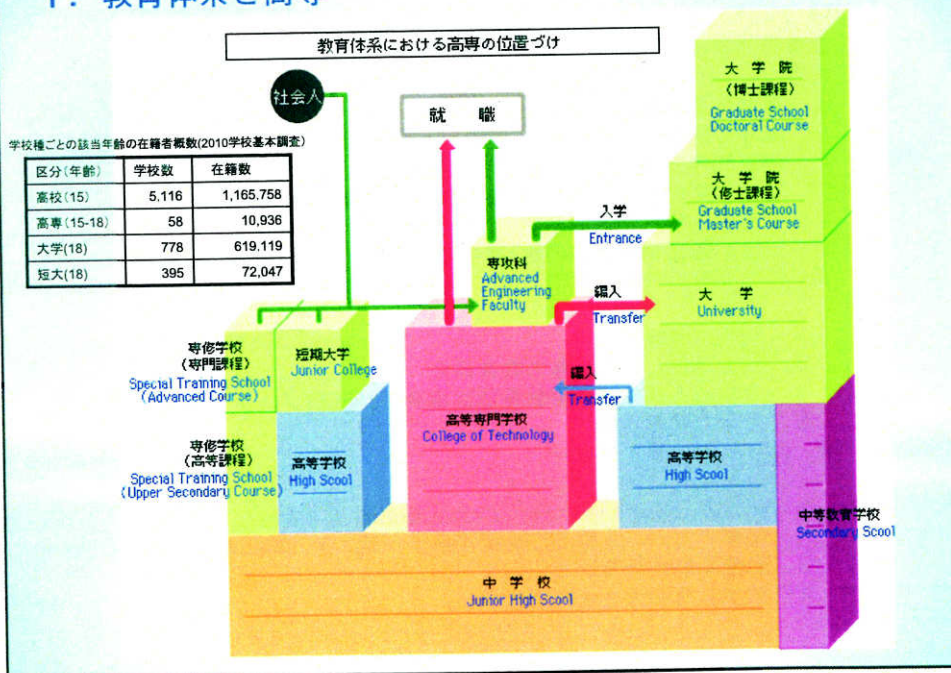 1. 教育体系と高専
教育体系における高専の位置づけ
社会人
就 職
学校種ごとの該当年齢の在籍者概数(2010学校基本調査)
区分(年齢) 学校数 在籍数
高校(15) 5,116 1,165,758
高専(15-18) 58 10,936
大学(18) 778 619,119
短大(18) 395 72,047
大 学 院
(博士課程)
Graduate School
Doctoral Course
大 学 院
(修士課程)
Graduate School
Master's Course
入学
Entrance
専攻科
Advanced
Engineering
Faculty
編入
Transfer
大 学
University
専修学校
(専門課程)
Special Training School
(Advanced Course)
短期大学
Junior College
編入
Transfer
高等専門学校
College of Technology
専修学校
(高等課程)
Special Training School
(Upper Secondary Course)
高等学校
High Scool
高等学校
High Scool
中等教育学校
Secondary Scool
中 学 校
Junior High Scool